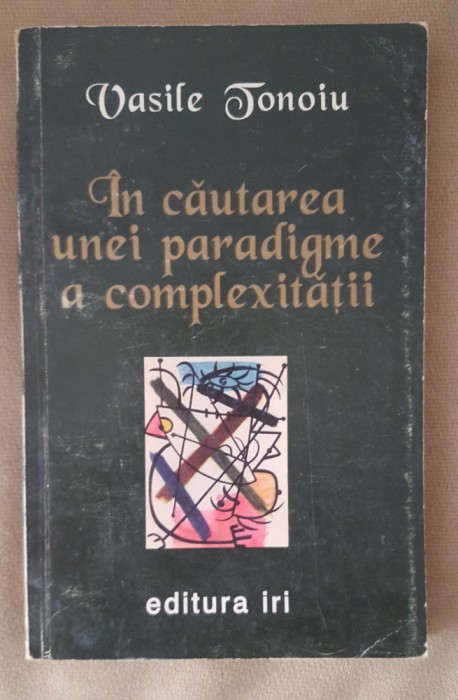 Vasile Tonoiu
În căutarea
unei paradigme
a complexității
editura iri